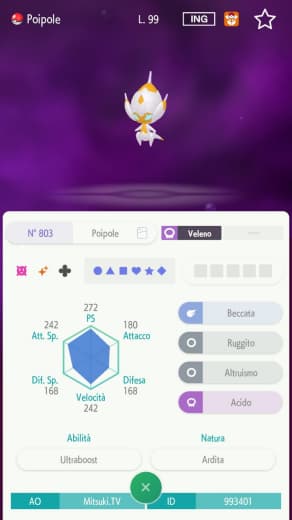 Poipole L. 99 ING
N° 803 Poipole Veleno
Beccata
272
PS
242
Att. Sp.
180
Attacco
Ruggito
Dif. Sp.
168
Difesa
168
Altruismo
Velocità
242
Acido
Abilità Natura
Ultraboost Ardita
AO Mitsuki.TV ID 993401